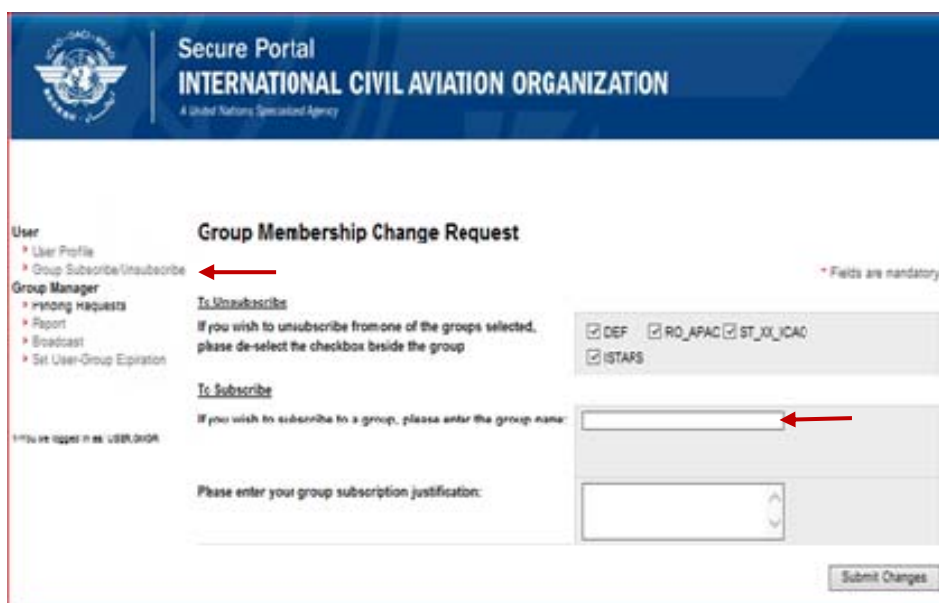 Secure Portal
INTERNATIONAL CIVIL AVIATION ORGANIZATION
A United Nations Specialized Agency
User
User Profile
Group Subscribe/Unsubscribe
Group Manager
Pending Requests
Report
Broadcast
Set User-Group Expiration
Group Membership Change Request
* Fields are mandatory
To Unsubscribe
If you wish to unsubscribe from one of the groups selected,
please de-select the checkbox beside the group
DEF RO_APAC ST_XX_ICAO
ISTARS
To Subscribe
If you wish to subscribe to a group, please enter the group name:
logged in as
Please enter your group subscription justification:
Submit Changes